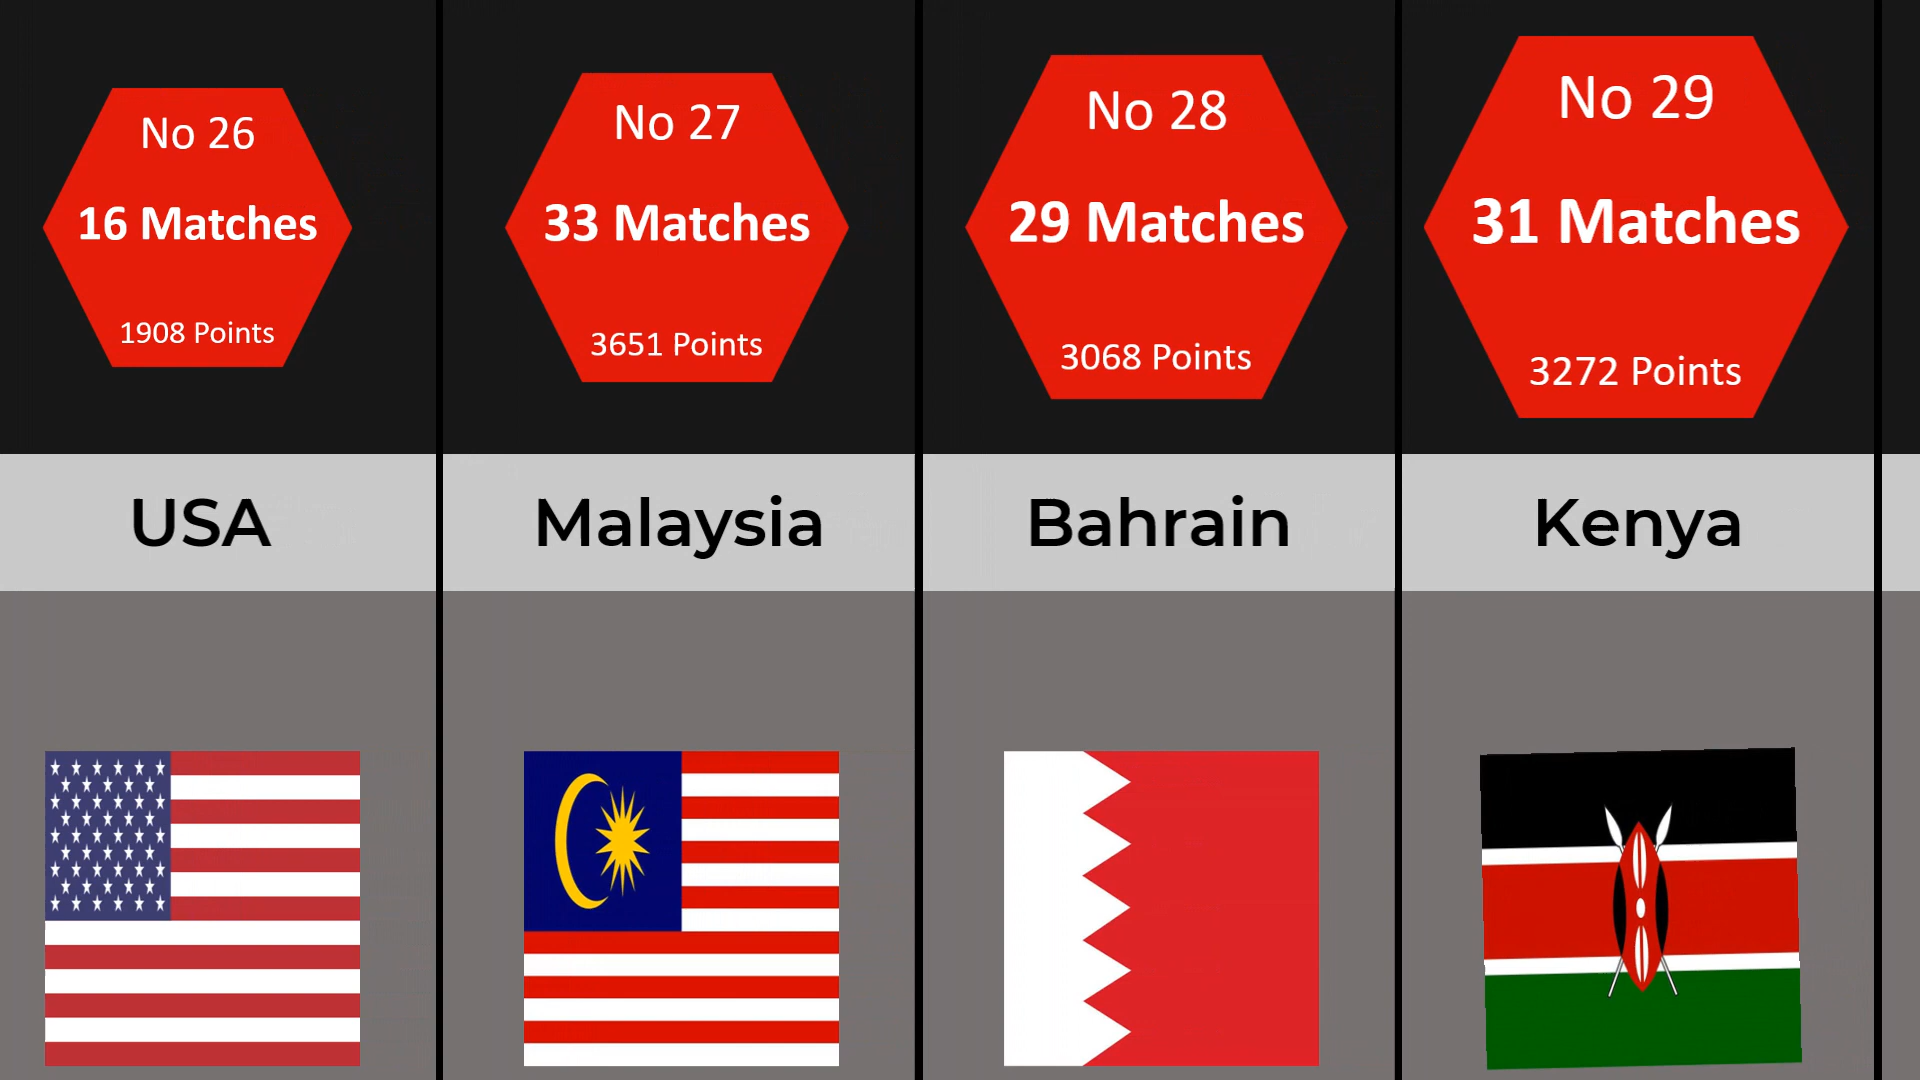 No 26
16 Matches
1908 Points
USA
No 27
33 Matches
3651 Points
Malaysia
No 28
29 Matches
3068 Points
Bahrain
No 29
31 Matches
3272 Points
Kenya